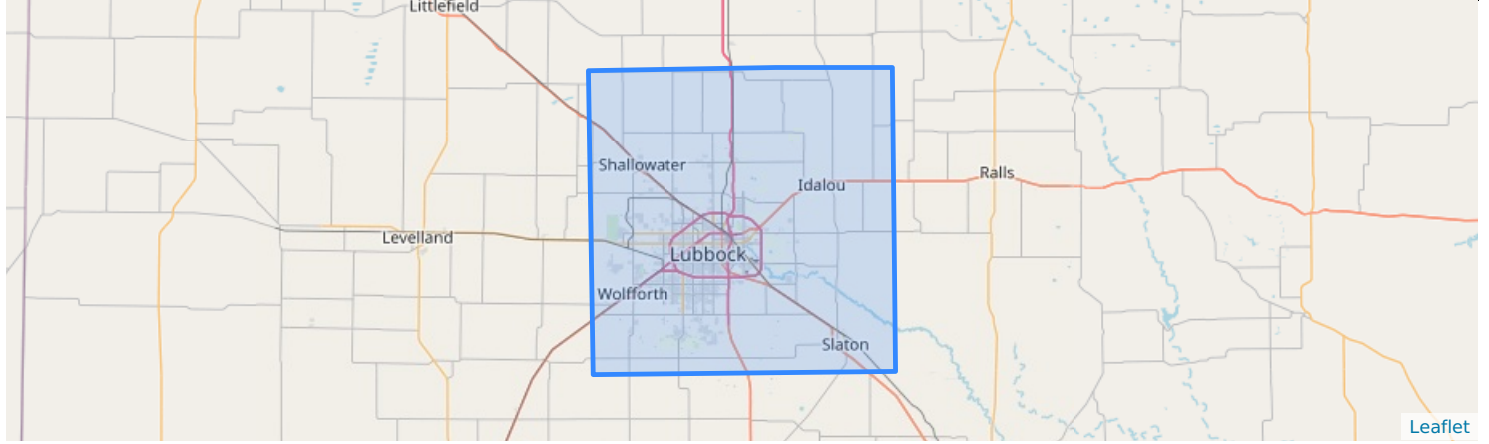 Littlefield
Shallowater
Ralls
Idalou
Levelland
Lubbock
Wolfforth
Slaton
Leaflet